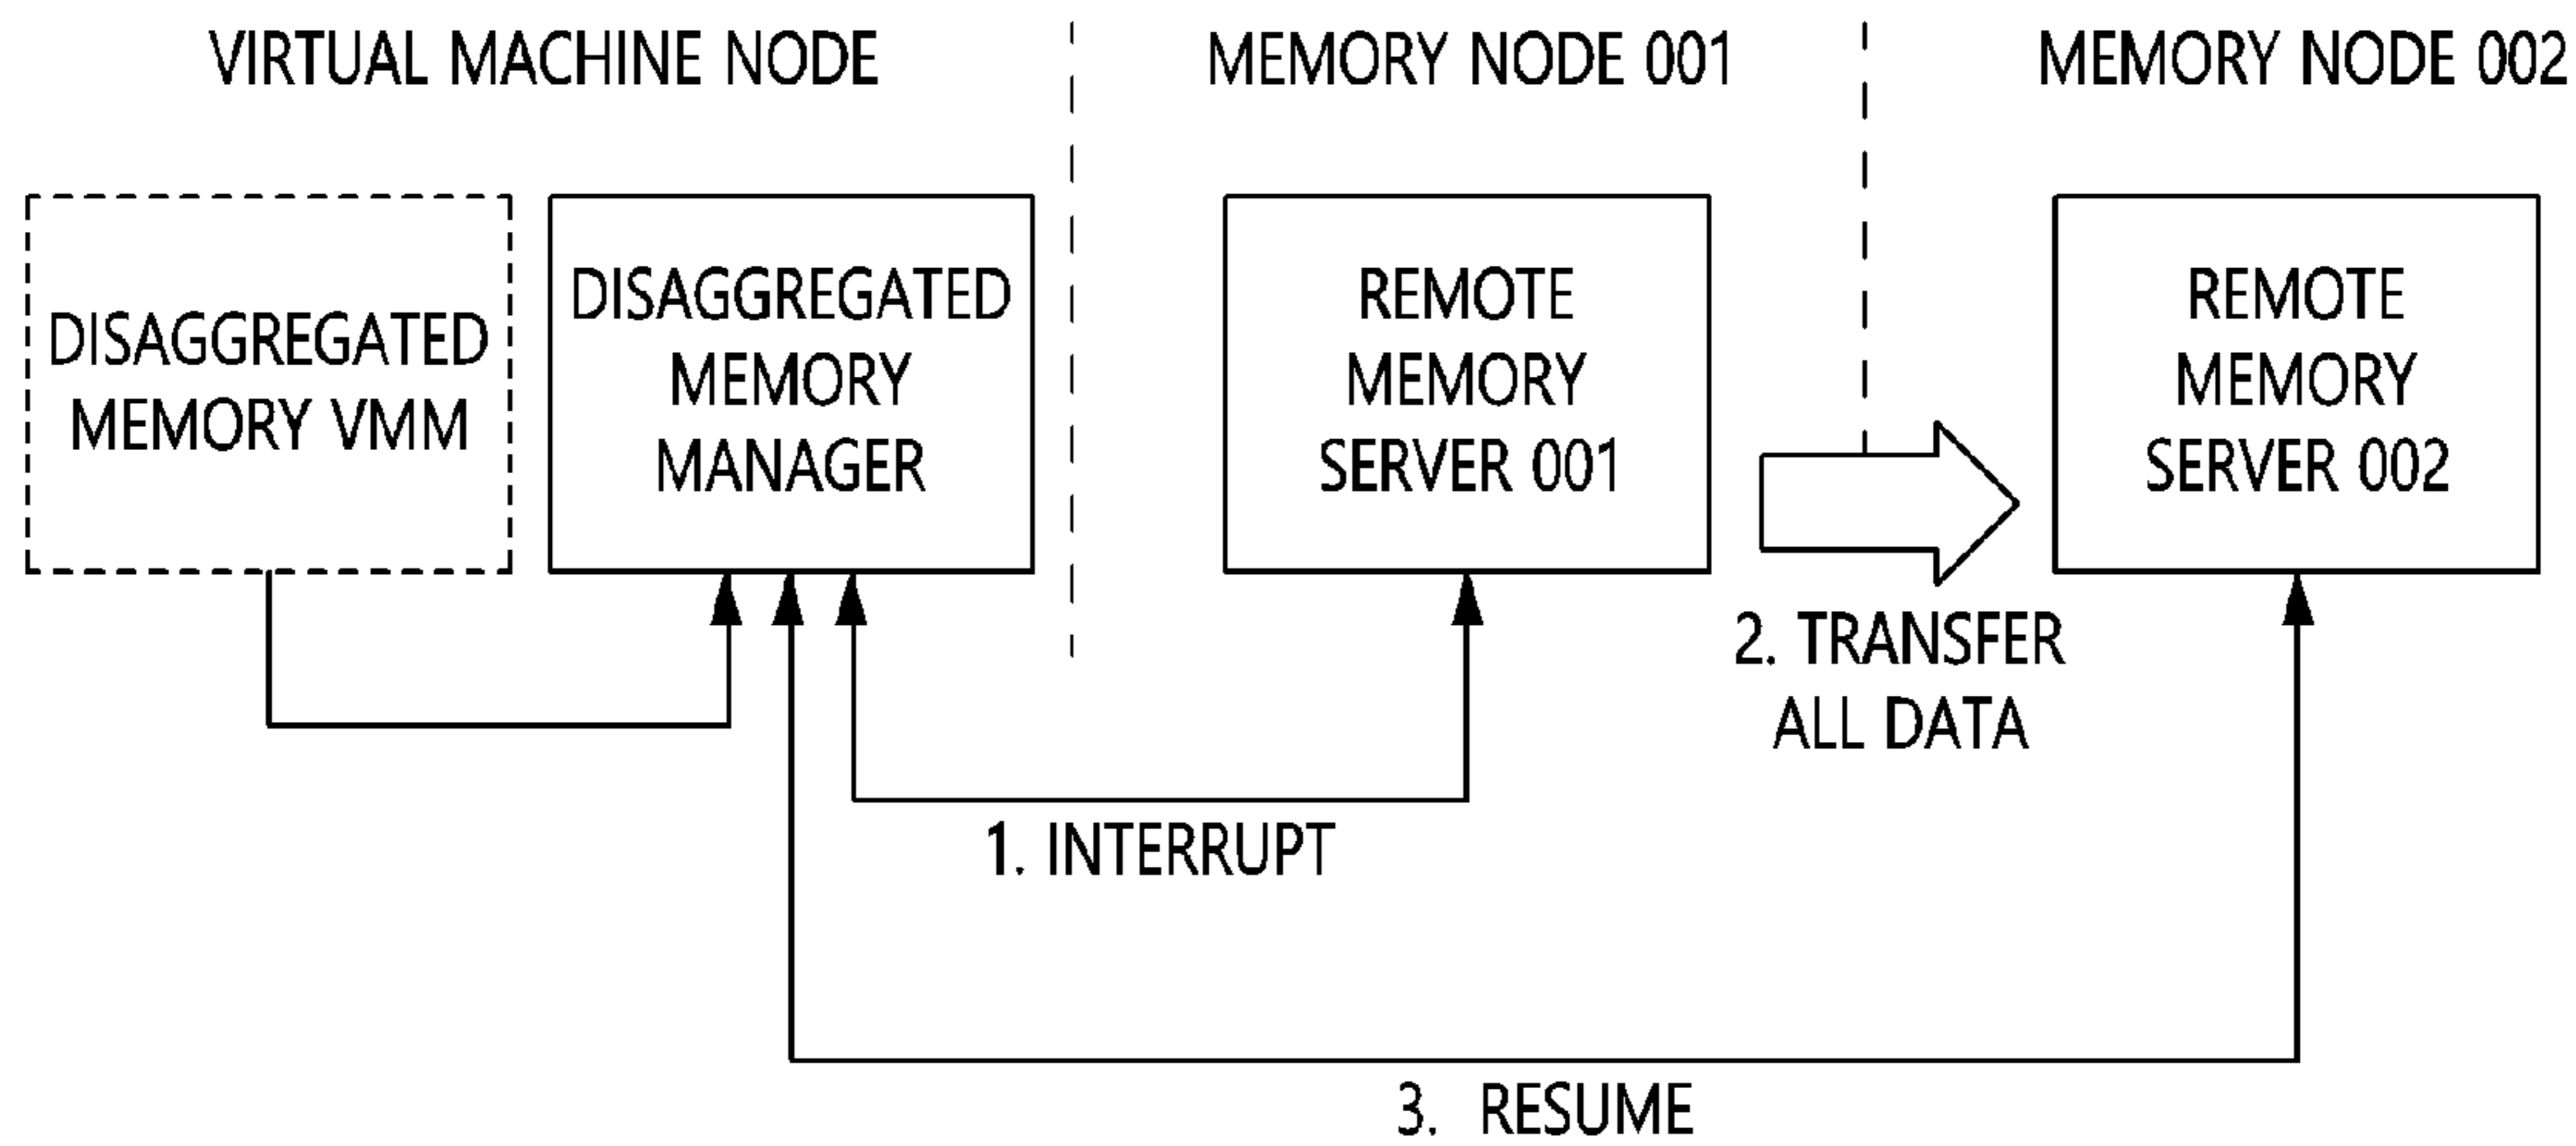 VIRTUAL MACHINE NODE
MEMORY NODE 001
MEMORY NODE 002
DISAGGREGATED
MEMORY VMM
DISAGGREGATED
MEMORY
MANAGER
REMOTE
MEMORY
SERVER 001
REMOTE
MEMORY
SERVER 002
2. TRANSFER
ALL DATA
1. INTERRUPT
3. RESUME